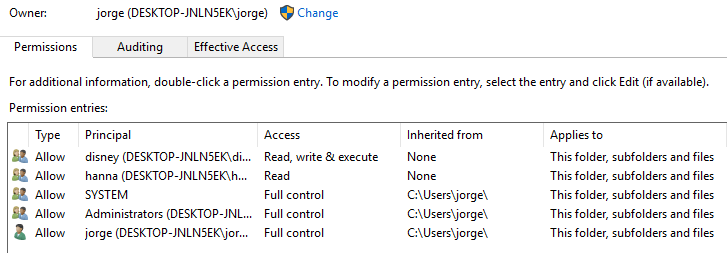 Owner: jorge (DESKTOP-JNLN5EK\jorge) Change
Permissions Auditing Effective Access
For additional information, double-click a permission entry. To modify a permission entry, select the entry and click Edit (if available).
Permission entries:
Type Principal Access Inherited from Applies to
Allow disney (DESKTOP-JNLN5EK\di... Read, write & execute None This folder, subfolders and files
Allow hanna (DESKTOP-JNLN5EK\h... Read None This folder, subfolders and files
Allow SYSTEM Full control C:\Users\jorge\ This folder, subfolders and files
Allow Administrators (DESKTOP-JNL... Full control C:\Users\jorge\ This folder, subfolders and files
Allow jorge (DESKTOP-JNLN5EK\jor... Full control C:\Users\jorge\ This folder, subfolders and files